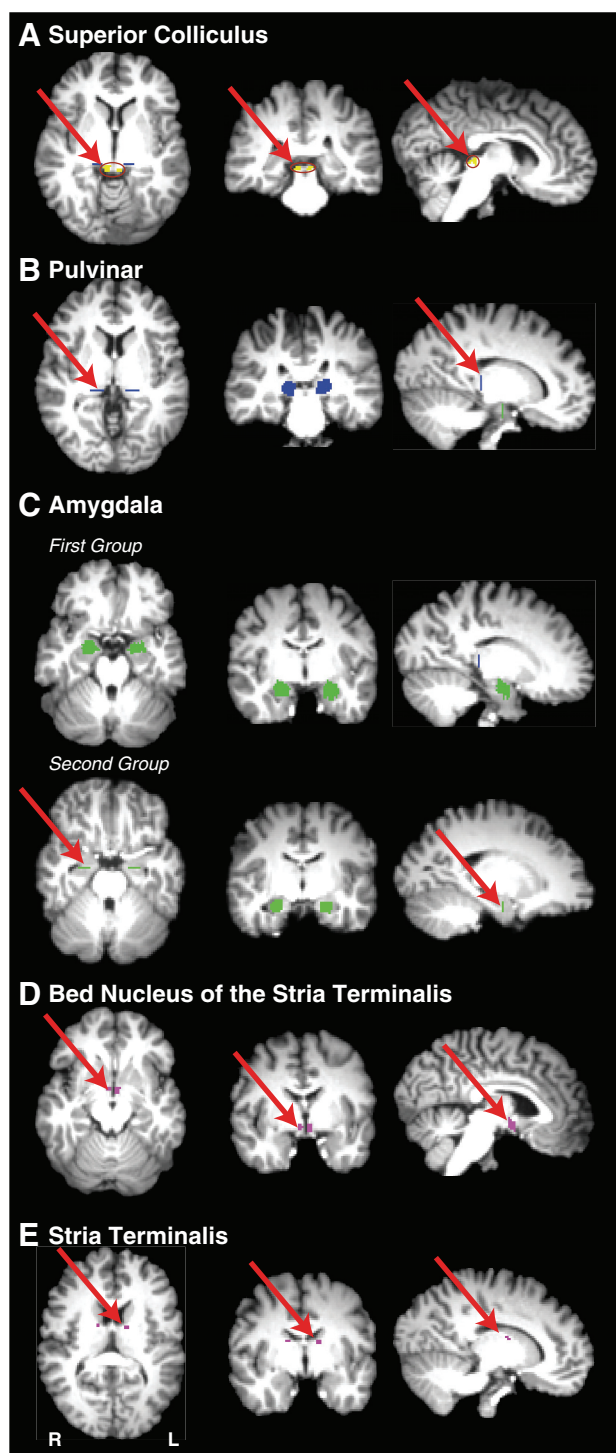 A Superior Colliculus
B Pulvinar
C Amygdala
First Group
Second Group
D Bed Nucleus of the Stria Terminalis
E Stria Terminalis
R L